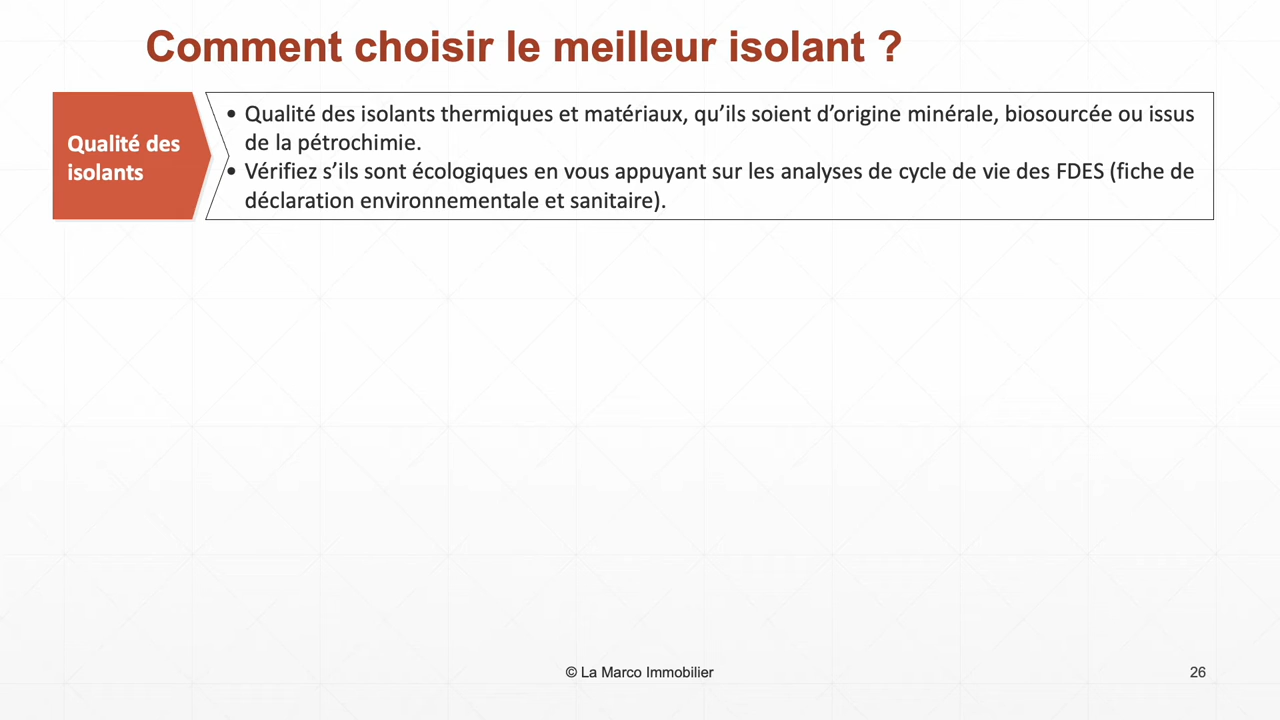 Comment choisir le meilleur isolant ?
Qualité des
isolants
• Qualité des isolants thermiques et matériaux, qu’ils soient d’origine minérale, biosourcée ou issus
de la pétrochimie.
• Vérifiez s’ils sont écologiques en vous appuyant sur les analyses de cycle de vie des FDES (fiche de
déclaration environnementale et sanitaire).
© La Marco Immobilier
26